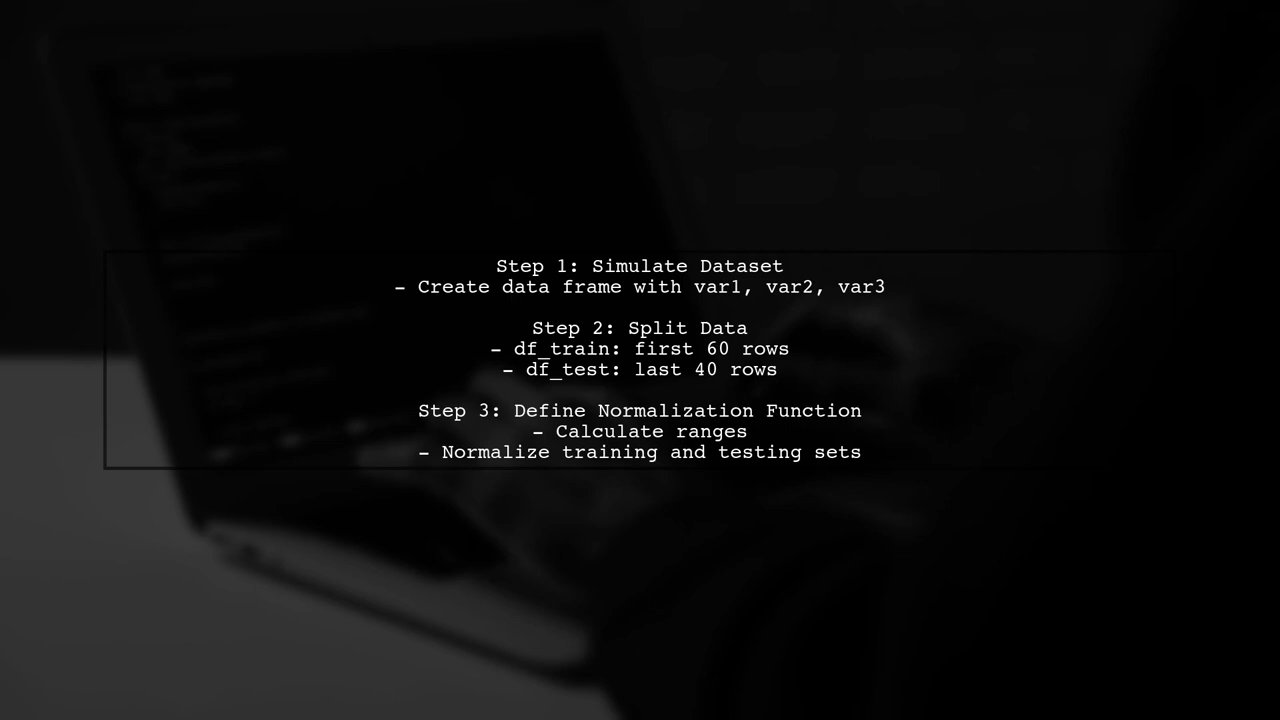 Step 1: Simulate Dataset
- Create data frame with var1, var2, var3
Step 2: Split Data
- df_train: first 60 rows
- df_test: last 40 rows
Step 3: Define Normalization Function
- Calculate ranges
- Normalize training and testing sets